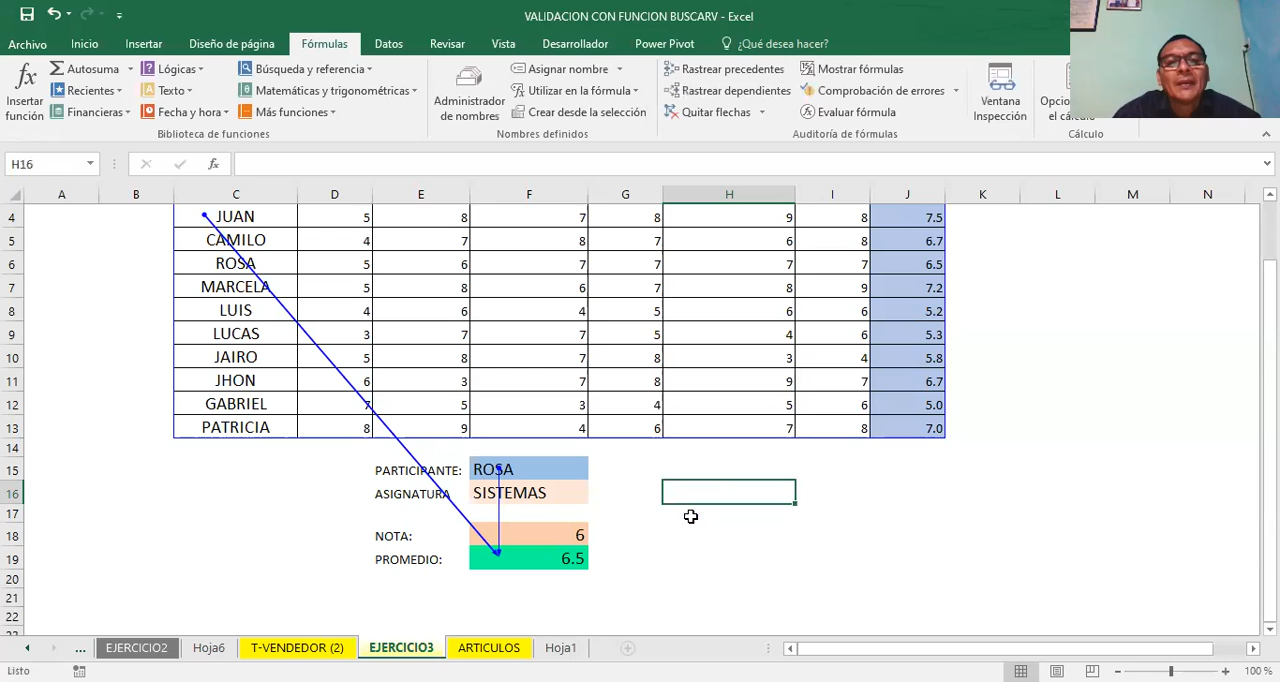 VALIDACION CON FUNCION BUSCARV - Excel
Archivo Inicio Insertar Diseño de página Fórmulas Datos Revisar Vista Desarrollador Power Pivot ¿Qué desea hacer?
Insertar función
Autosuma Lógicas Búsqueda y referencia
Recientes Texto Matemáticas y trigonométricas
Financieras Fecha y hora Más funciones
Biblioteca de funciones
Administrador de nombres
Asignar nombre
Utilizar en la fórmula
Crear desde la selección
Nombres definidos
Rastrear precedentes Mostrar fórmulas
Rastrear dependientes Comprobación de errores
Quitar flechas Evaluar fórmula
Auditoría de fórmulas
Ventana Inspección
el cálculo
Cálculo
H16 fx
A B C D E F G H I J K L M N
4 JUAN 5 8 7 8 9 8 7.5
5 CAMILO 4 7 8 7 6 8 6.7
6 ROSA 5 6 7 7 7 7 6.5
7 MARCELA 5 8 6 7 8 9 7.2
8 LUIS 4 6 4 5 6 6 5.2
9 LUCAS 3 7 7 5 4 6 5.3
10 JAIRO 5 8 7 8 3 4 5.8
11 JHON 6 3 7 8 9 7 6.7
12 GABRIEL 7 5 3 4 5 6 5.0
13 PATRICIA 8 9 4 6 7 8 7.0
14
15 PARTICIPANTE: ROSA
16 ASIGNATURA SISTEMAS
17
18 NOTA: 6
19 PROMEDIO: 6.5
20
21
22
... EJERCICIO2 Hoja6 T-VENDEDOR (2) EJERCICIO3 ARTICULOS Hoja1
Listo 100 %